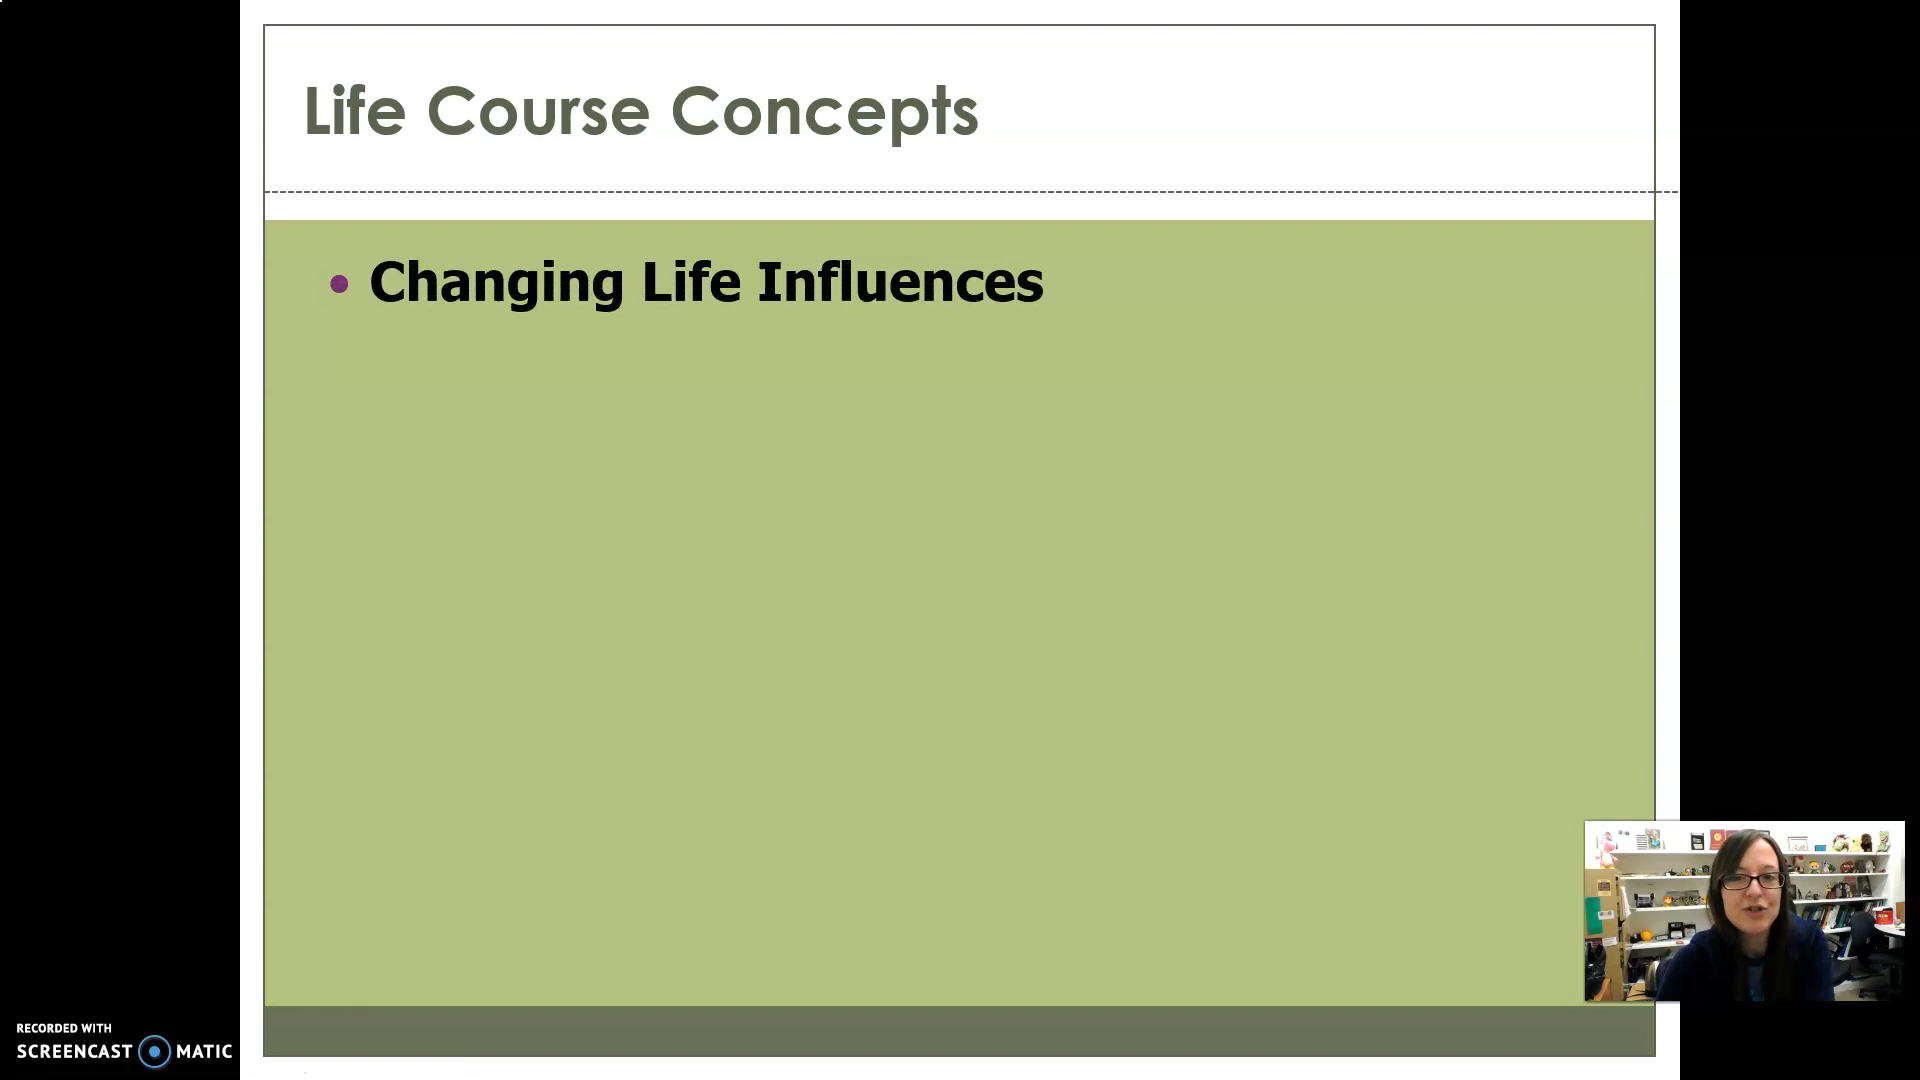 Life Course Concepts
• Changing Life Influences
RECORDED WITH
SCREENCAST MATIC